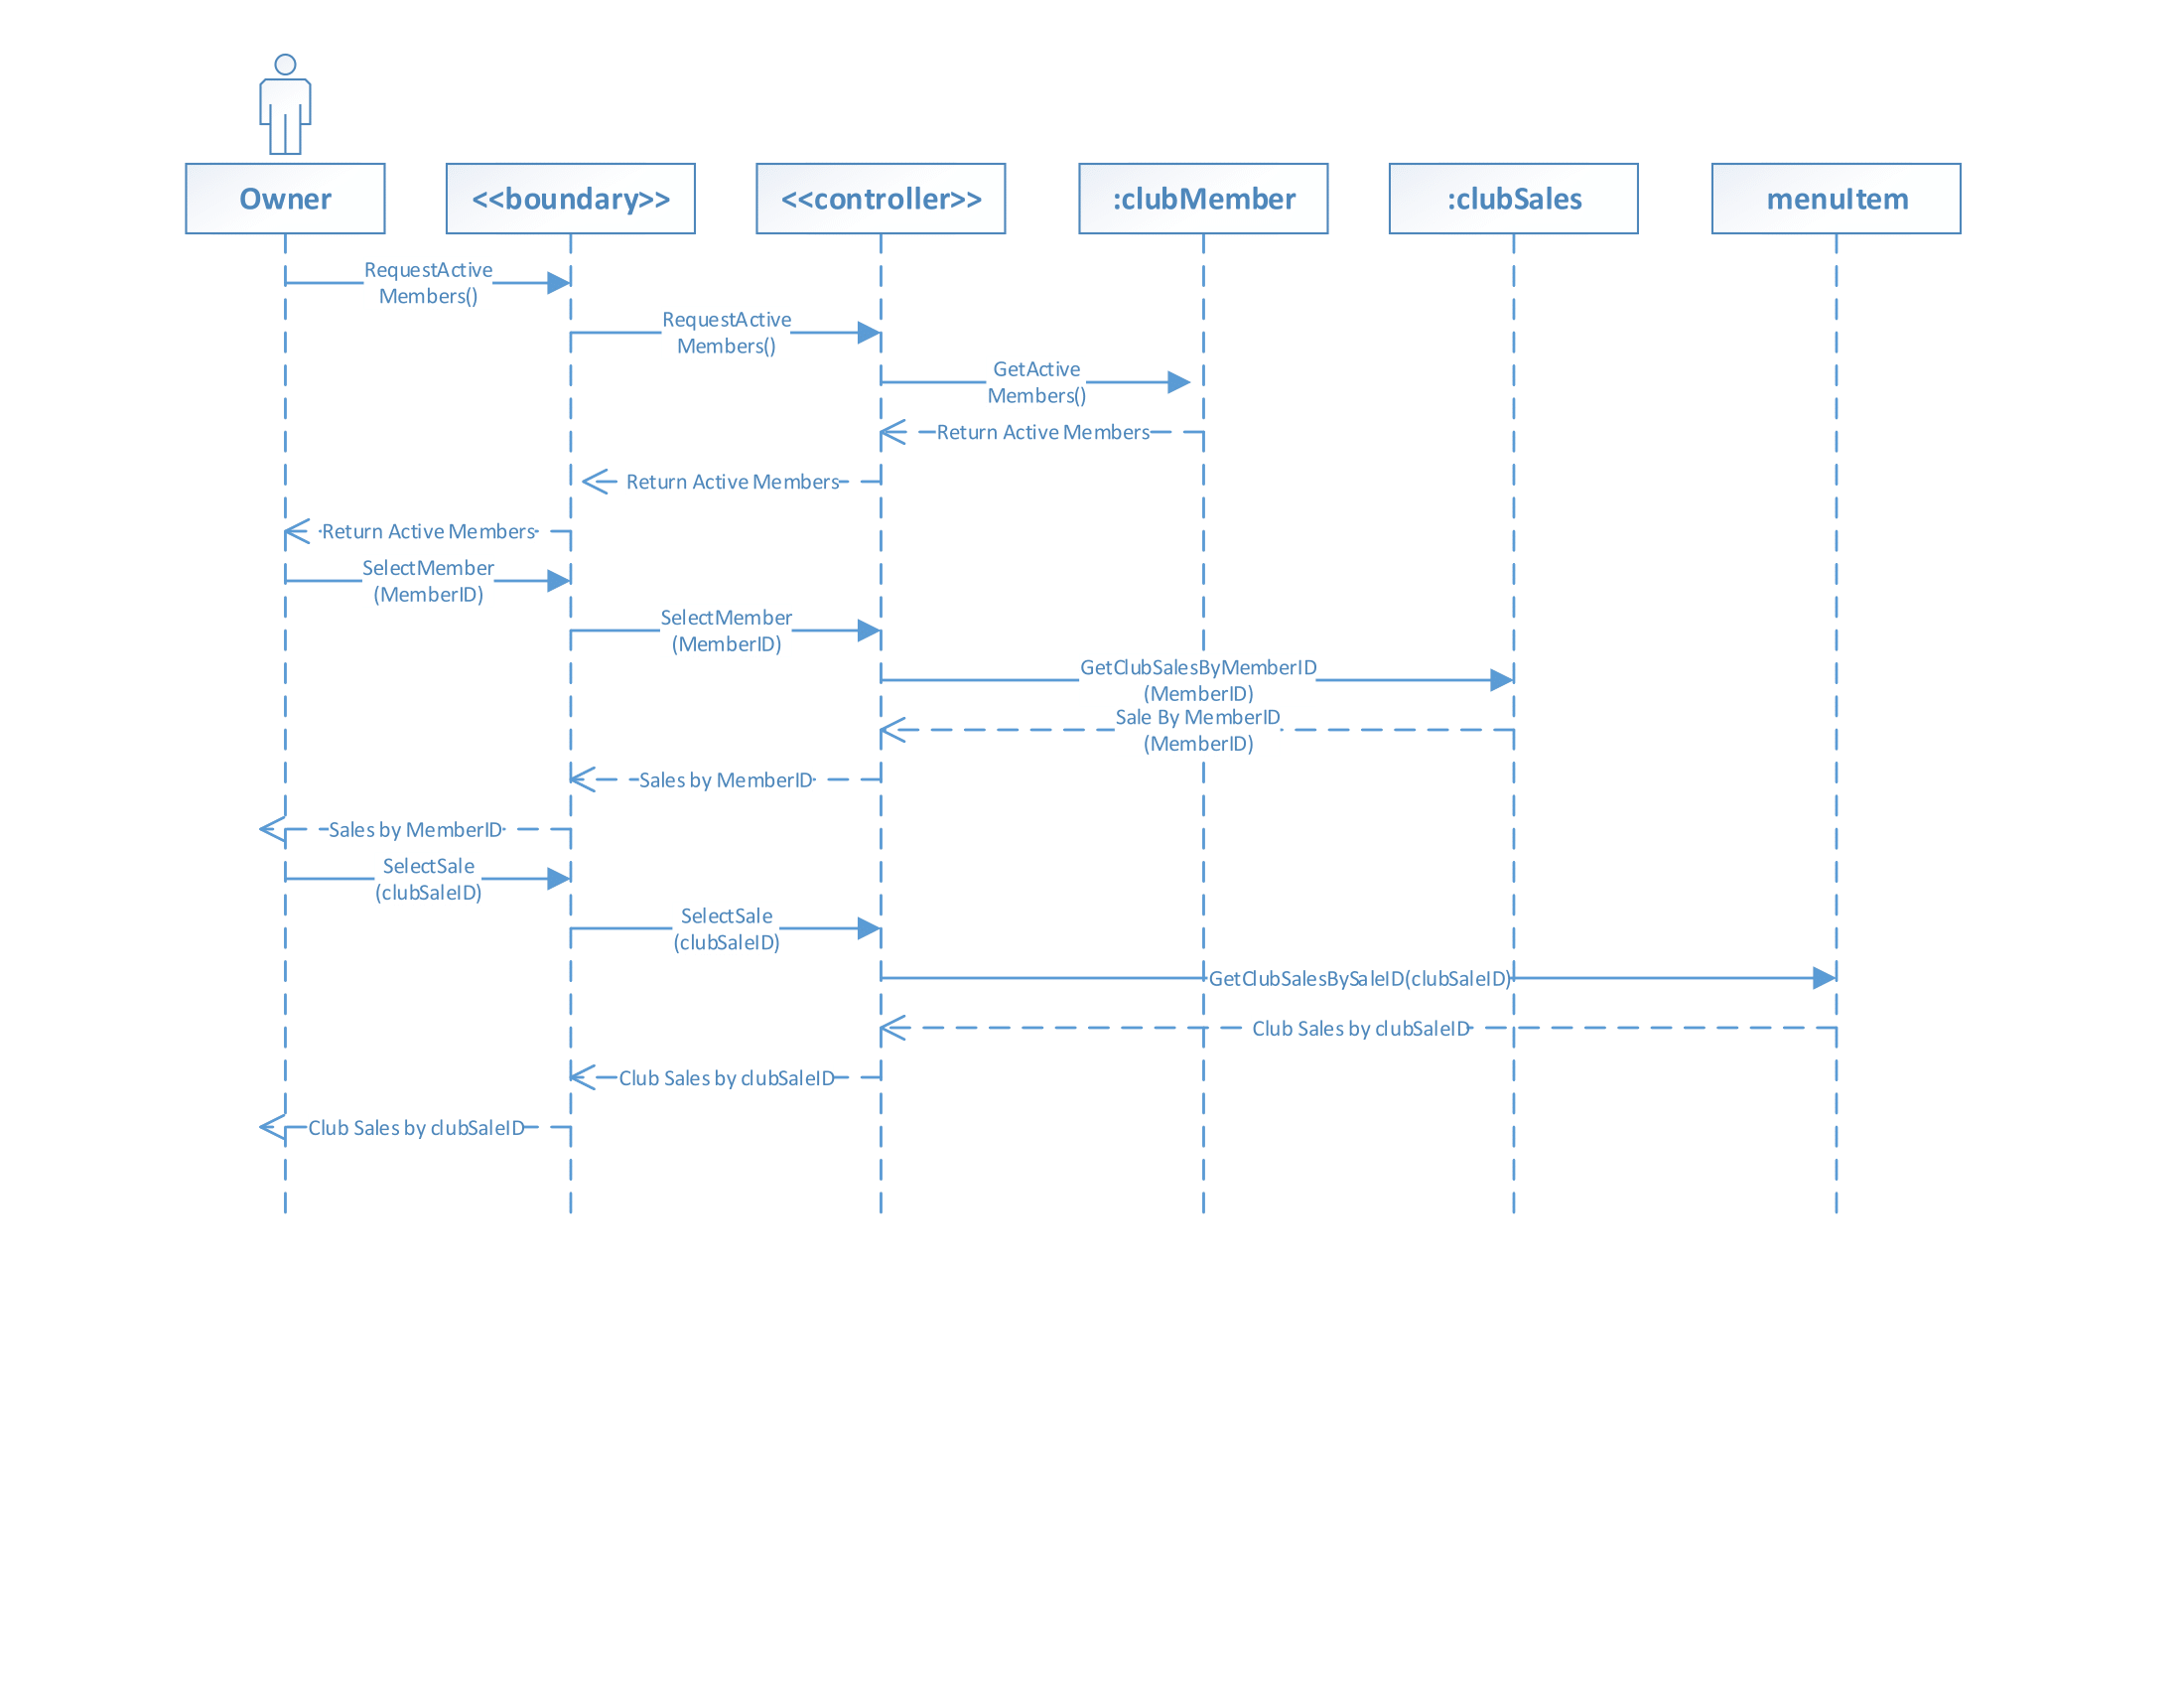 Owner
<<boundary>>
<<controller>>
:clubMember
:clubSales
menuItem
RequestActive
Members()
RequestActive
Members()
GetActive
Members()
Return Active Members
Return Active Members
Return Active Members
SelectMember
(MemberID)
SelectMember
(MemberID)
GetClubSalesByMemberID
(MemberID)
Sale By MemberID
(MemberID)
Sales by MemberID
Sales by MemberID
SelectSale
(clubSaleID)
SelectSale
(clubSaleID)
GetClubSalesBySaleID(clubSaleID)
Club Sales by clubSaleID
Club Sales by clubSaleID
Club Sales by clubSaleID